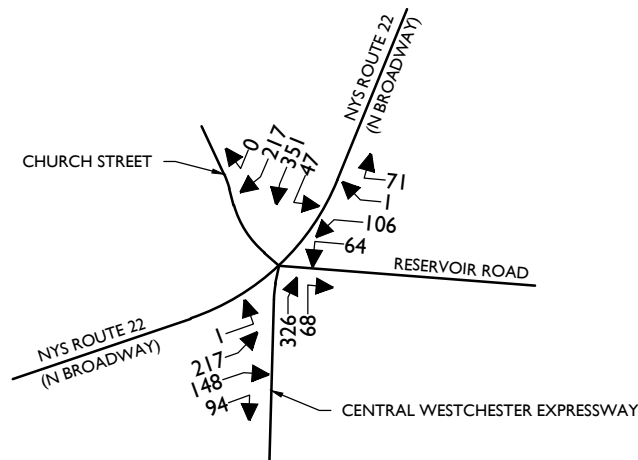 NYS ROUTE 22
(N BROADWAY)
CHURCH STREET
0
217
351
47
71
1
106
64
RESERVOIR ROAD
326
68
NYS ROUTE 22
(N BROADWAY)
1
217
148
94
CENTRAL WESTCHESTER EXPRESSWAY